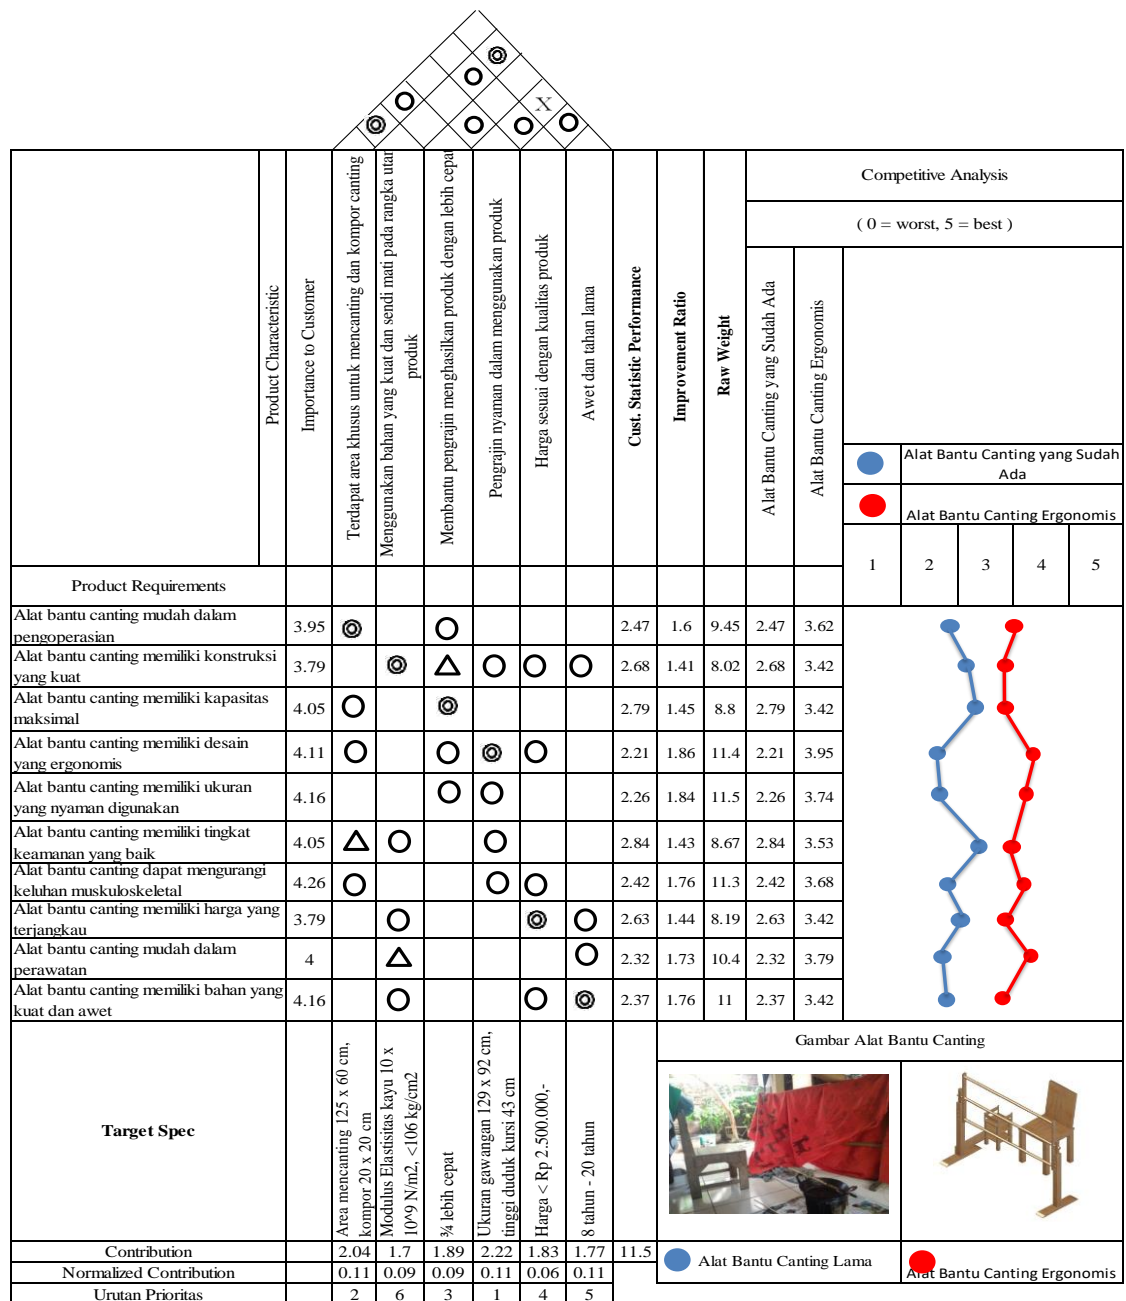 X
Product Characteristic
Importance to Customer
Terdapat area khusus untuk mencanting dan kompor canting
Menggunakan bahan yang kuat dan sendi mati pada rangka utar
produk
Membantu pengrajin menghasilkan produk dengan lebih cepat
Pengrajin nyaman dalam menggunakan produk
Harga sesuai dengan kualitas produk
Awet dan tahan lama
Cust. Statistic Performance
Improvement Ratio
Raw Weight
Competitive Analysis
( 0 = worst, 5 = best )
Alat Bantu Canting yang Sudah Ada
Alat Bantu Canting Ergonomis
Alat Bantu Canting yang Sudah
Ada
Alat Bantu Canting Ergonomis
1 2 3 4 5
Product Requirements
Alat bantu canting mudah dalam
pengoperasian
3.95 2.47 1.6 9.45 2.47 3.62
Alat bantu canting memiliki konstruksi
yang kuat
3.79 2.68 1.41 8.02 2.68 3.42
Alat bantu canting memiliki kapasitas
maksimal
4.05 2.79 1.45 8.8 2.79 3.42
Alat bantu canting memiliki desain
yang ergonomis
4.11 2.21 1.86 11.4 2.21 3.95
Alat bantu canting memiliki ukuran
yang nyaman digunakan
4.16 2.26 1.84 11.5 2.26 3.74
Alat bantu canting memiliki tingkat
keamanan yang baik
4.05 2.84 1.43 8.67 2.84 3.53
Alat bantu canting dapat mengurangi
keluhan muskuloskeletal
4.26 2.42 1.76 11.3 2.42 3.68
Alat bantu canting memiliki harga yang
terjangkau
3.79 2.63 1.44 8.19 2.63 3.42
Alat bantu canting mudah dalam
perawatan
4 2.32 1.73 10.4 2.32 3.79
Alat bantu canting memiliki bahan yang
kuat dan awet
4.16 2.37 1.76 11 2.37 3.42
Target Spec
Area mencanting 125 x 60 cm,
kompor 20 x 20 cm
Modulus Elastisitas kayu 10 x
10^9 N/m2, <106 kg/cm2
¾ lebih cepat
Ukuran gawangan 129 x 92 cm,
tinggi duduk kursi 43 cm
Harga < Rp 2.500.000,-
8 tahun - 20 tahun
Gambar Alat Bantu Canting
Alat Bantu Canting Lama
Alat Bantu Canting Ergonomis
Contribution 2.04 1.7 1.89 2.22 1.83 1.77 11.5
Normalized Contribution 0.11 0.09 0.09 0.11 0.06 0.11
Urutan Prioritas 2 6 3 1 4 5